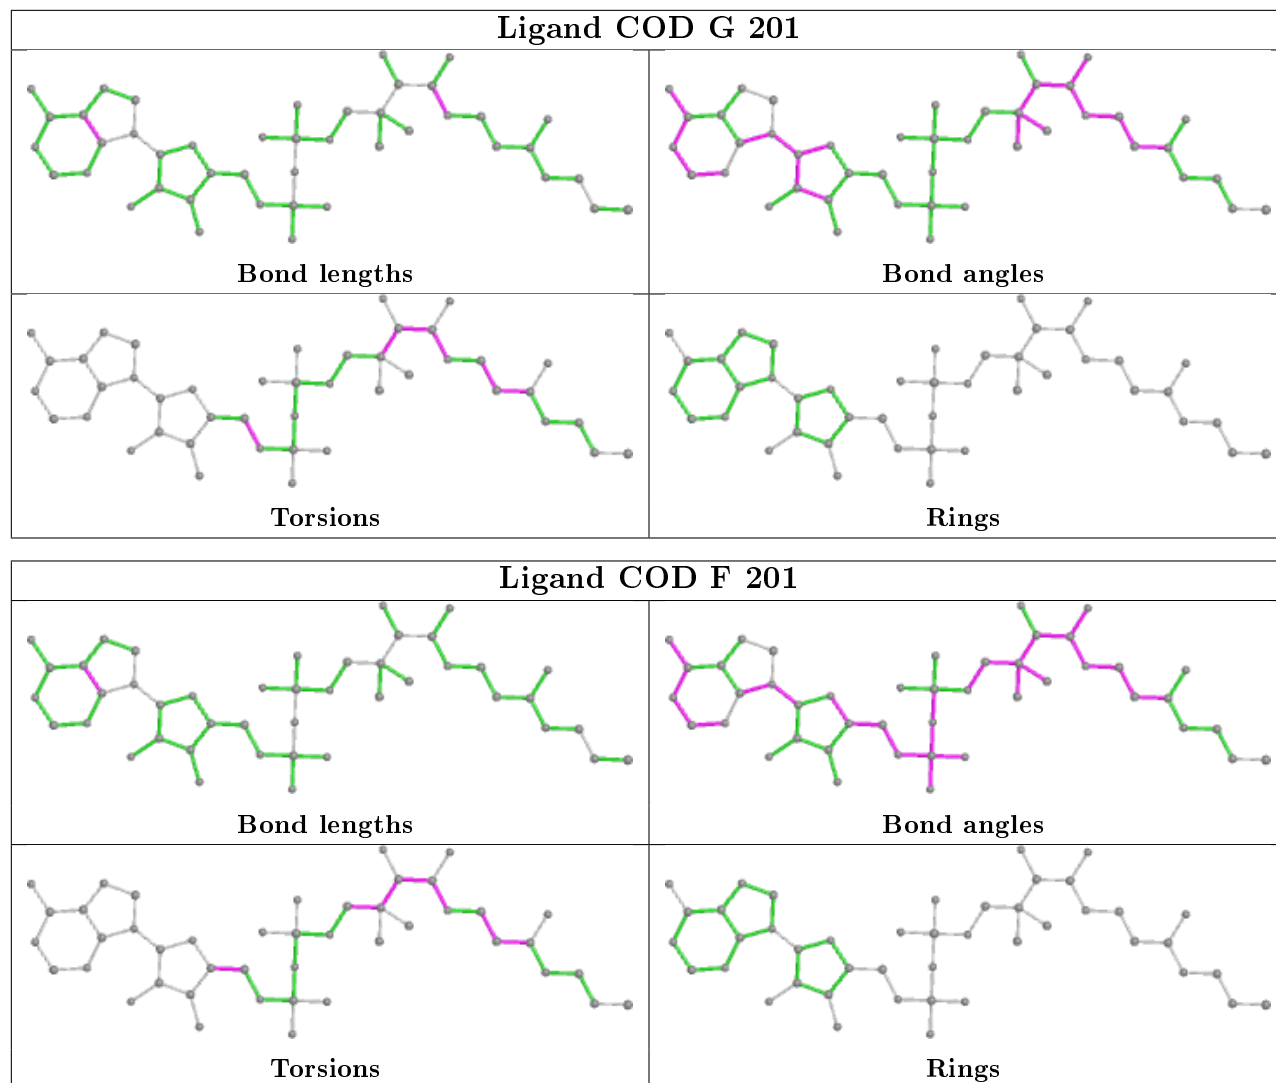 Ligand COD G 201
Bond lengths
Bond angles
Torsions
Rings
Ligand COD F 201
Bond lengths
Bond angles
Torsions
Rings